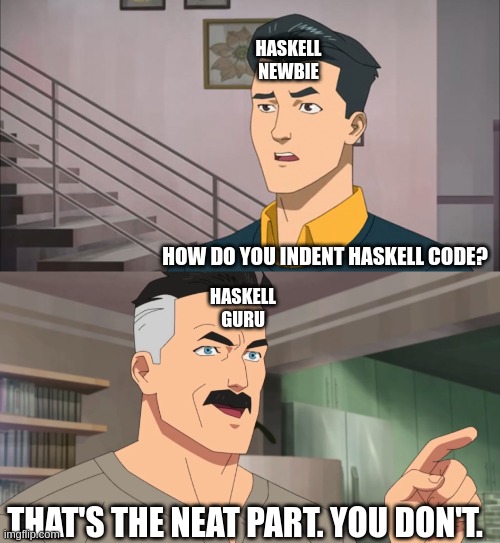 HASKELL
NEWBIE
HOW DO YOU INDENT HASKELL CODE?
HASKELL
GURU
THAT'S THE NEAT PART. YOU DON'T.
imgflip.com